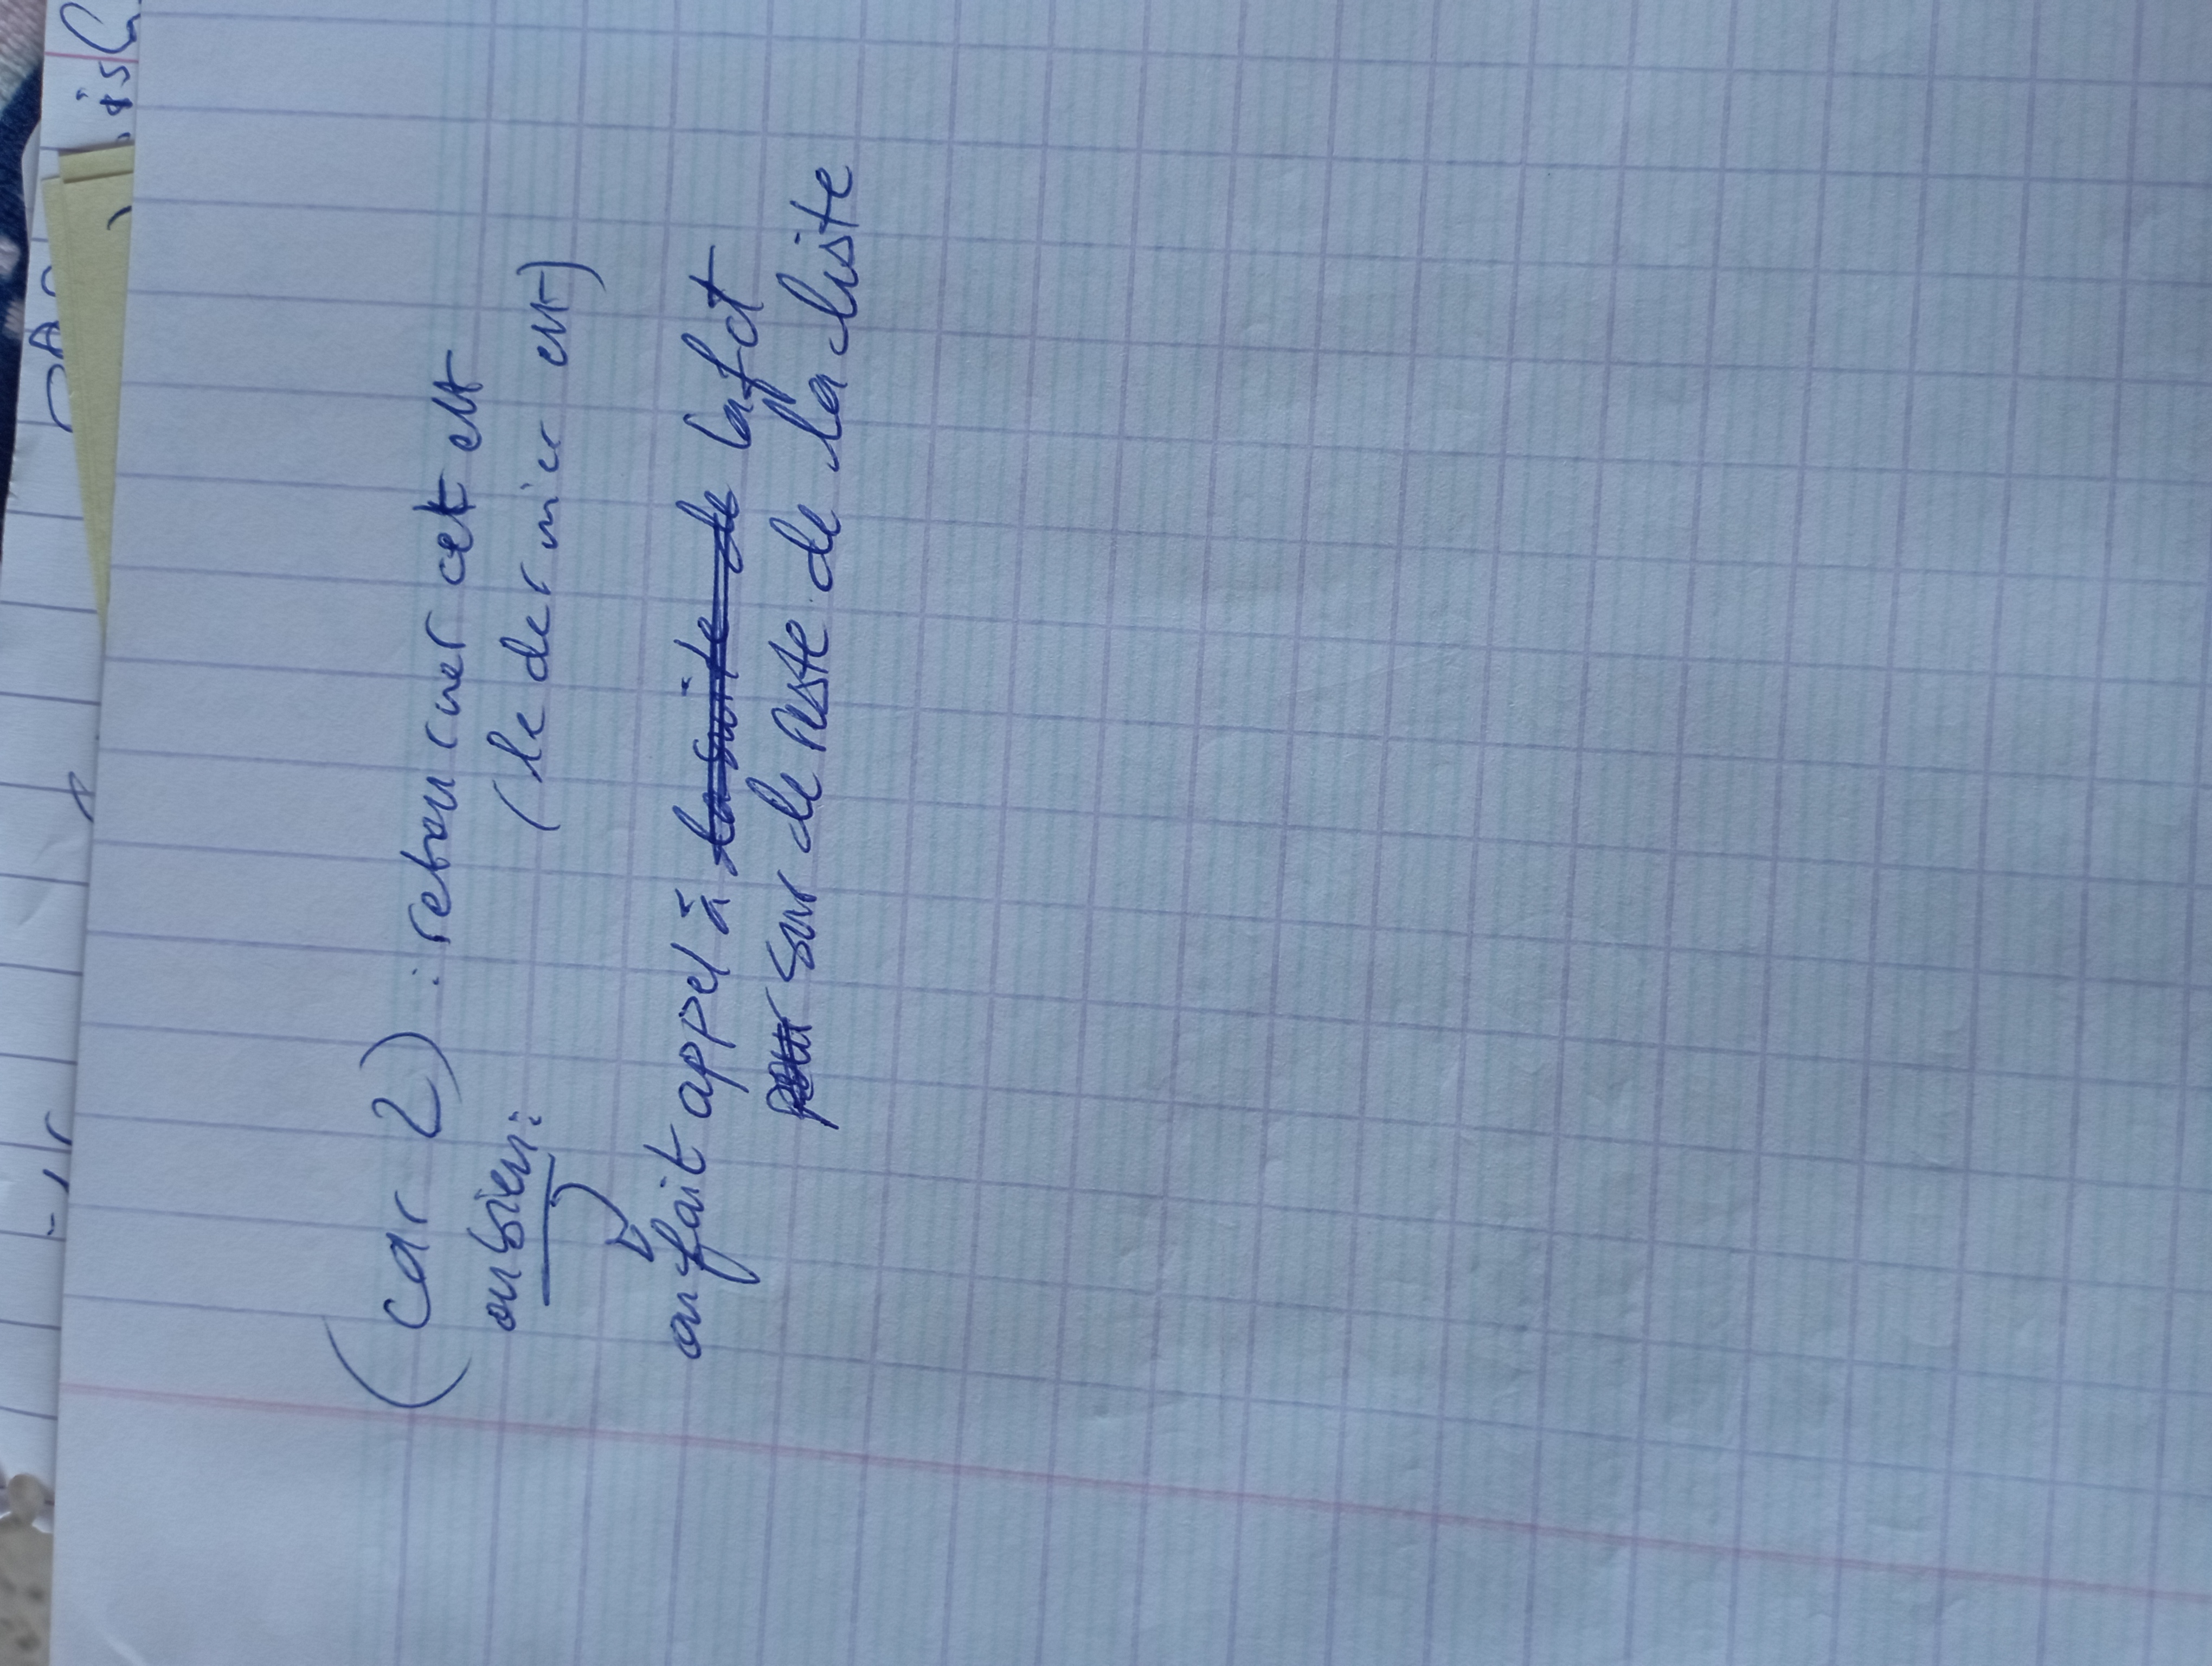 (car 2) : retourner cet elt
ou bien :
(le dernier elt)
on fait appel à la suite de la fct
pour sur le reste de la liste